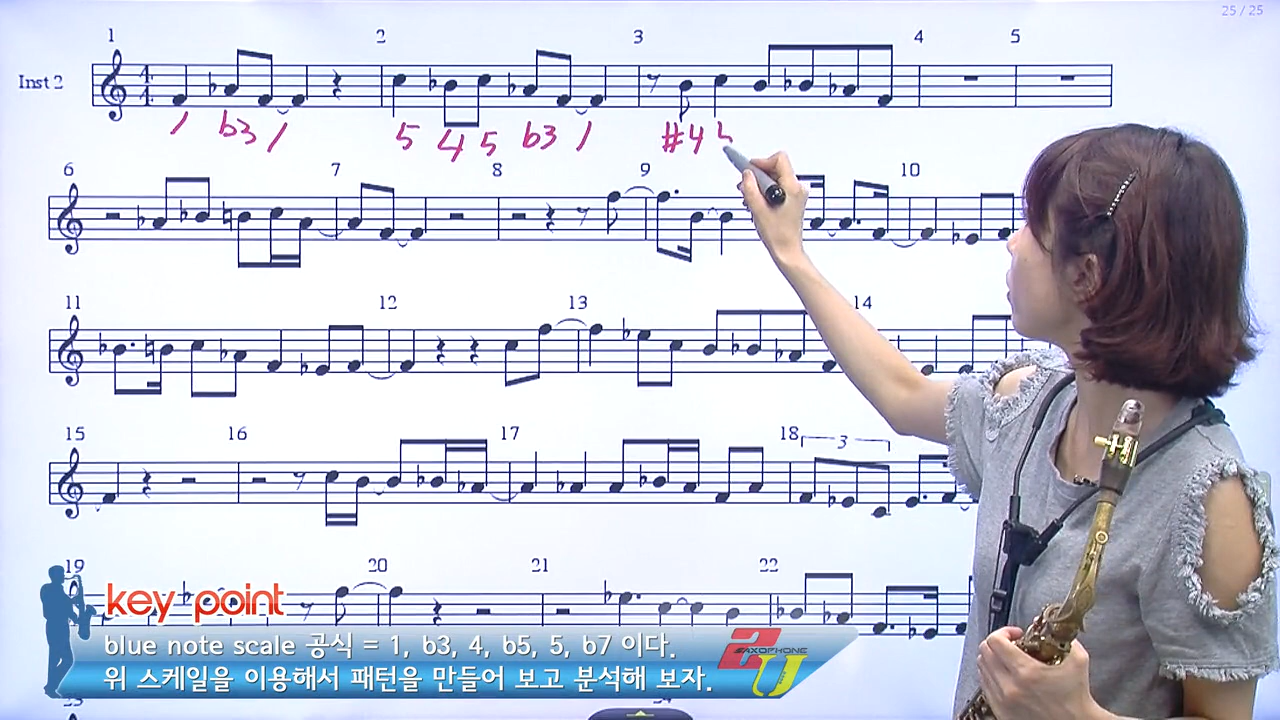 25 / 25
1 2 3 4 5
Inst 2
1 b3 1 5 4 5 b3 1 #4
6 7 8 9 10
11 12 13 14
15 16 17 18 3
19 20 21 22
key point
blue note scale 공식 = 1, b3, 4, b5, 5, b7 이다.
위 스케일을 이용해서 패턴을 만들어 보고 분석해 보자.
SAXOPHONE
2U